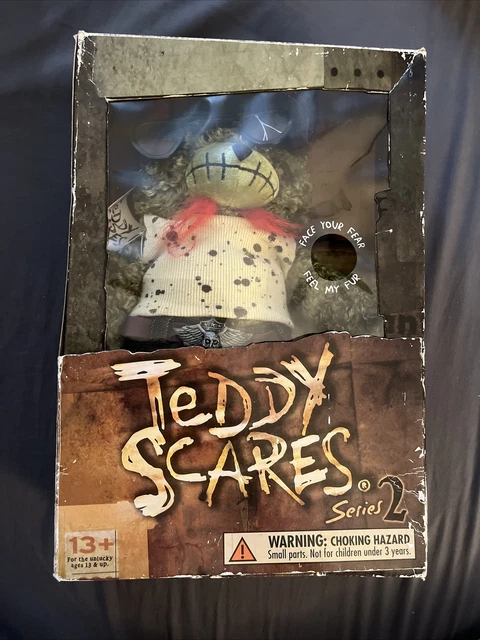 FACE YOUR FEAR
FEEL MY FUR
TeDDY
SCARES®
Series 2
13+
For the unlucky
ages 13 & up.
WARNING: CHOKING HAZARD
Small parts. Not for children under 3 years.